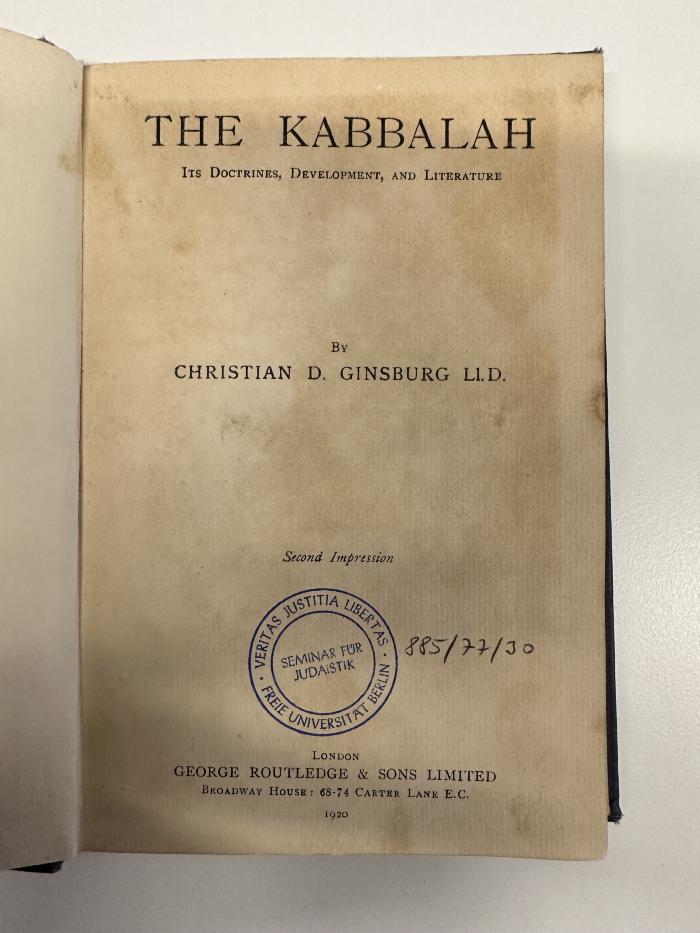 THE KABBALAH
Its Doctrines, Development, and Literature
By
CHRISTIAN D. GINSBURG Ll.D.
Second Impression
VERITAS JUSTITIA LIBERTAS
SEMINAR FÜR
JUDAISTIK
FREIE UNIVERSITÄT BERLIN
885/77/30
London
GEORGE ROUTLEDGE & SONS LIMITED
Broadway House: 68-74 Carter Lane E.C.
1920